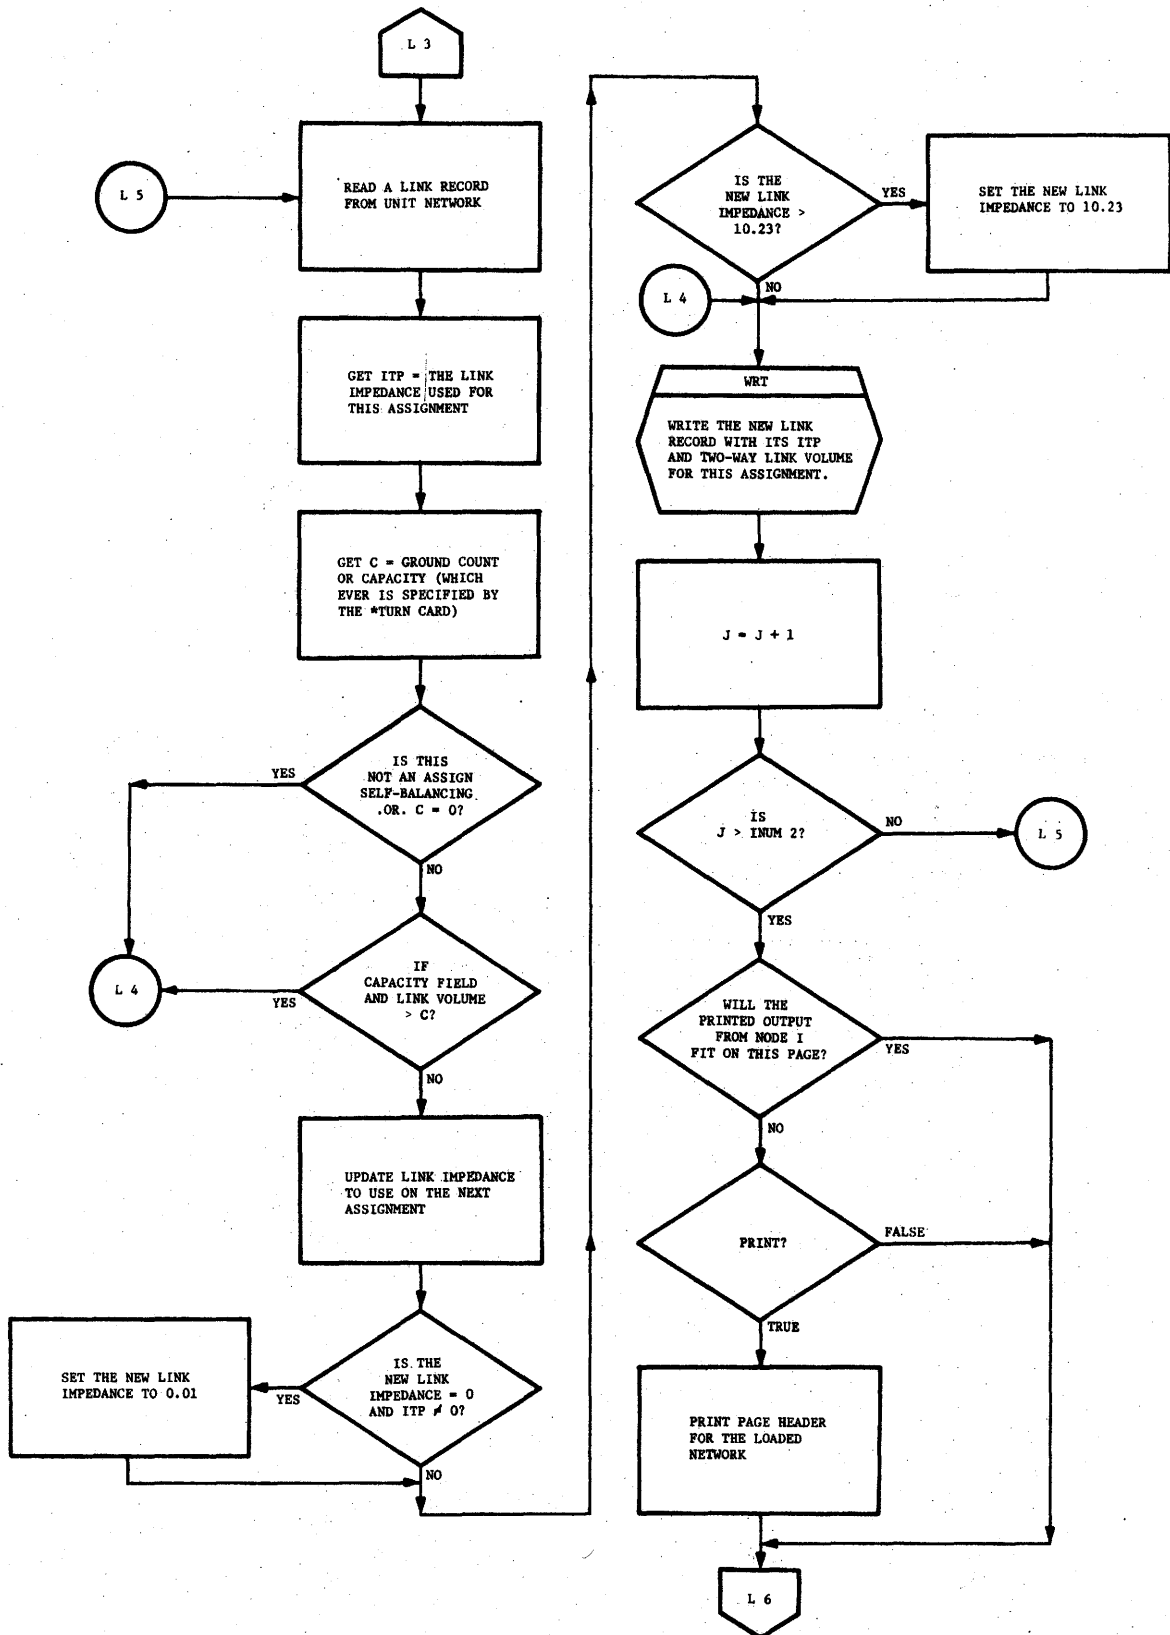 L 3
L 5
READ A LINK RECORD
FROM UNIT NETWORK
GET ITP = THE LINK
IMPEDANCE USED FOR
THIS ASSIGNMENT
GET C = GROUND COUNT
OR CAPACITY (WHICH
EVER IS SPECIFIED BY
THE *TURN CARD)
IS THIS
NOT AN ASSIGN
SELF-BALANCING
.OR. C = 0?
YES
NO
L 4
IF
CAPACITY FIELD
AND LINK VOLUME
> C?
YES
NO
UPDATE LINK IMPEDANCE
TO USE ON THE NEXT
ASSIGNMENT
IS THE
NEW LINK
IMPEDANCE = 0
AND ITP ≠ 0?
YES
SET THE NEW LINK
IMPEDANCE TO 0.01
NO
IS THE
NEW LINK
IMPEDANCE >
10.23?
YES
SET THE NEW LINK
IMPEDANCE TO 10.23
NO
L 4
WRT
WRITE THE NEW LINK
RECORD WITH ITS ITP
AND TWO-WAY LINK VOLUME
FOR THIS ASSIGNMENT.
J = J + 1
IS
J > INUM 2?
NO
L 5
YES
WILL THE
PRINTED OUTPUT
FROM NODE I
FIT ON THIS PAGE?
YES
NO
PRINT?
FALSE
TRUE
PRINT PAGE HEADER
FOR THE LOADED
NETWORK
L 6